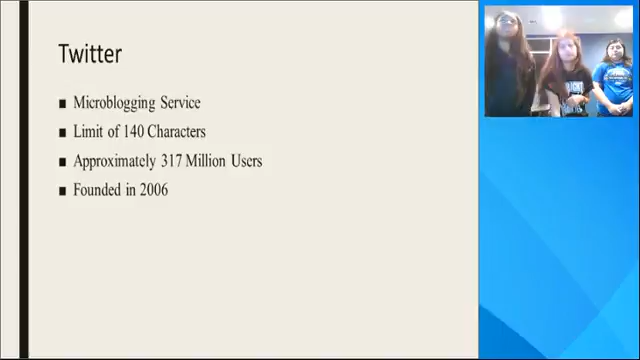 Twitter
■ Microblogging Service
■ Limit of 140 Characters
■ Approximately 317 Million Users
■ Founded in 2006